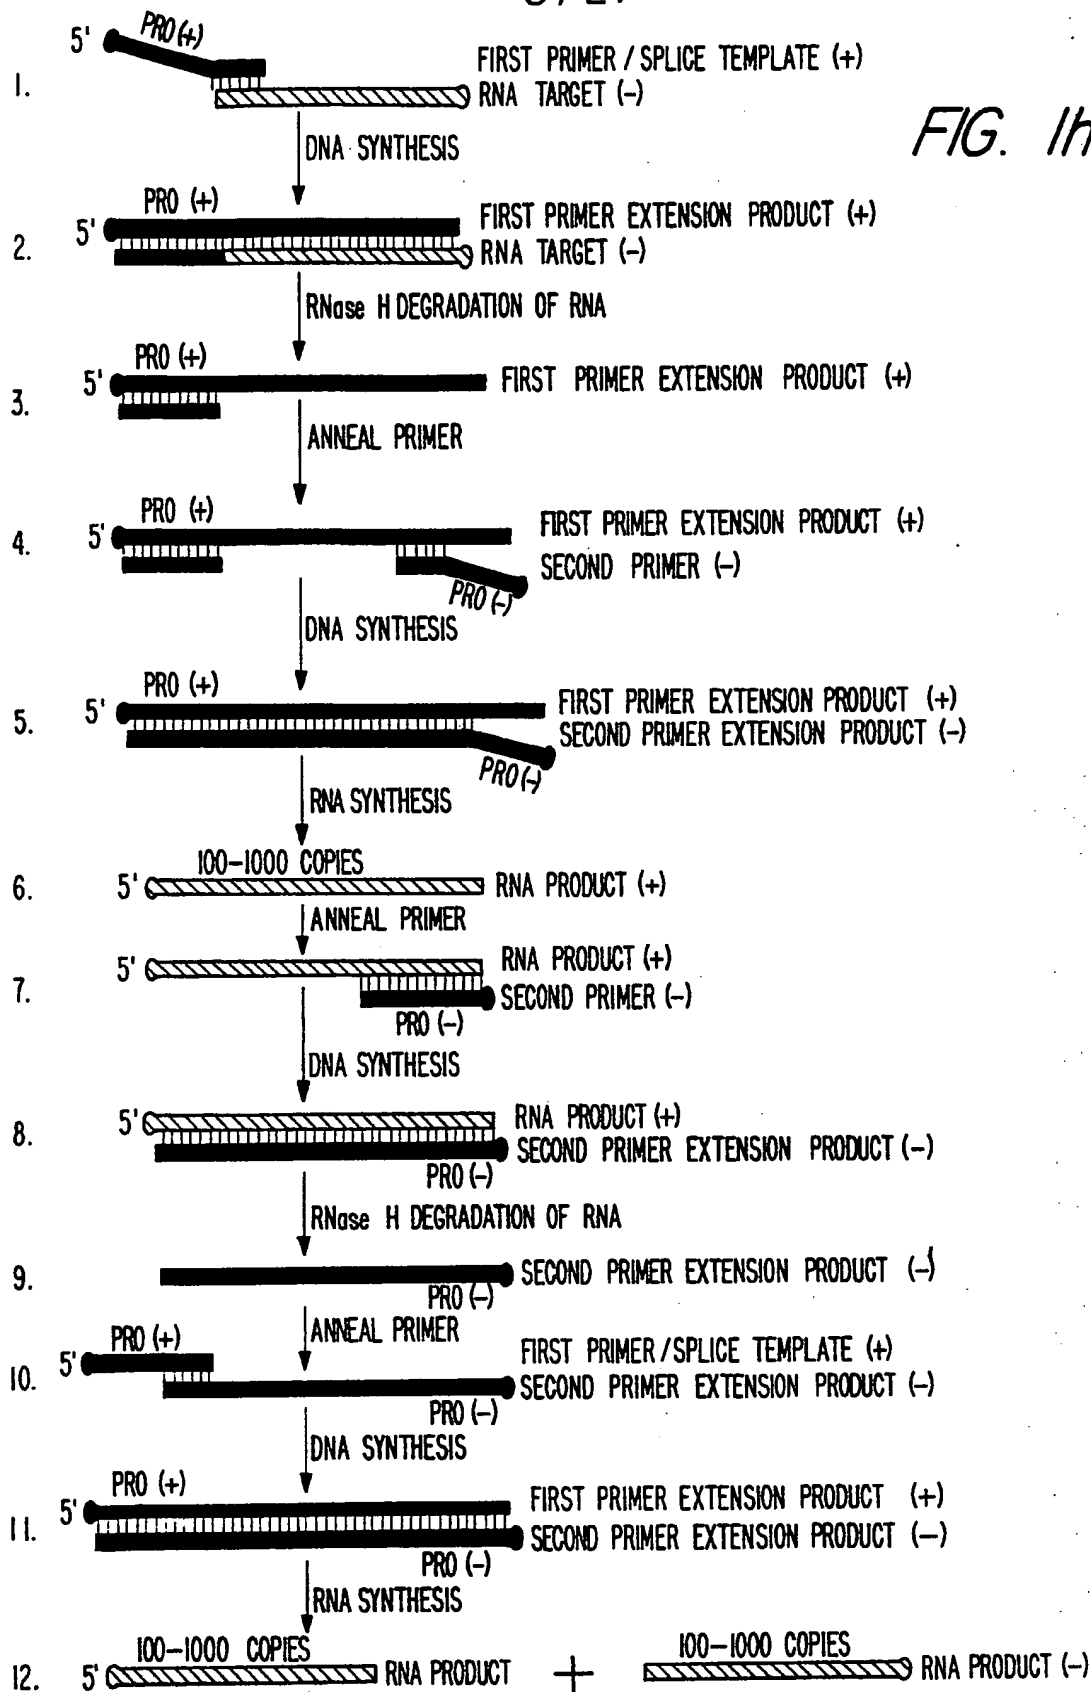 5' PRO (+)
FIRST PRIMER / SPLICE TEMPLATE (+)
1.
RNA TARGET (-)
FIG. 1h
DNA SYNTHESIS
PRO (+)
5' FIRST PRIMER EXTENSION PRODUCT (+)
2. RNA TARGET (-)
RNase H DEGRADATION OF RNA
PRO (+)
5' FIRST PRIMER EXTENSION PRODUCT (+)
3.
ANNEAL PRIMER
PRO (+)
5' FIRST PRIMER EXTENSION PRODUCT (+)
4. SECOND PRIMER (-)
PRO (-)
DNA SYNTHESIS
PRO (+)
5' FIRST PRIMER EXTENSION PRODUCT (+)
5. SECOND PRIMER EXTENSION PRODUCT (-)
PRO (-)
RNA SYNTHESIS
100-1000 COPIES
6. 5' RNA PRODUCT (+)
ANNEAL PRIMER
5' RNA PRODUCT (+)
7. SECOND PRIMER (-)
PRO (-)
DNA SYNTHESIS
5' RNA PRODUCT (+)
8. SECOND PRIMER EXTENSION PRODUCT (-)
PRO (-)
RNase H DEGRADATION OF RNA
9. SECOND PRIMER EXTENSION PRODUCT (-)
PRO (-)
ANNEAL PRIMER
PRO (+)
5' FIRST PRIMER / SPLICE TEMPLATE (+)
10. SECOND PRIMER EXTENSION PRODUCT (-)
PRO (-)
DNA SYNTHESIS
PRO (+)
5' FIRST PRIMER EXTENSION PRODUCT (+)
11. SECOND PRIMER EXTENSION PRODUCT (-)
PRO (-)
RNA SYNTHESIS
100-1000 COPIES 100-1000 COPIES
12. 5' RNA PRODUCT + RNA PRODUCT (-)